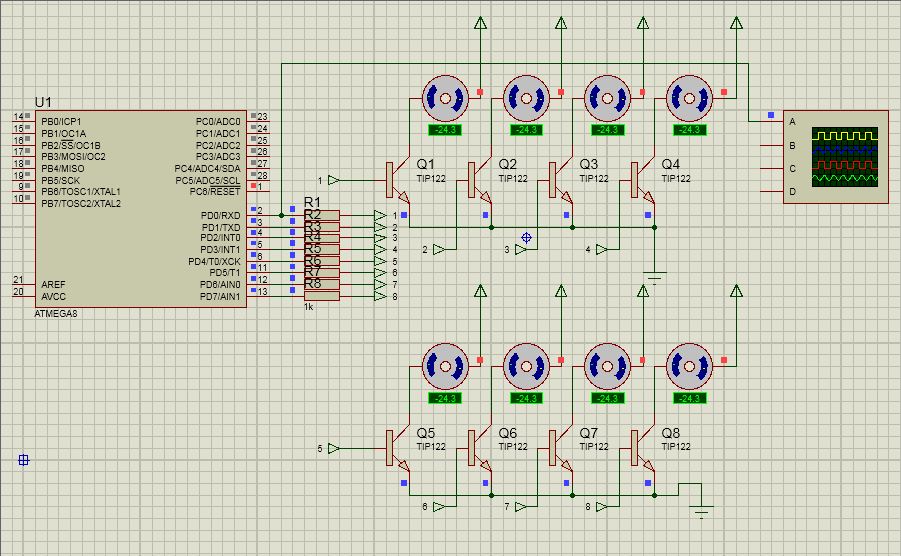 U1
14 PB0/ICP1 PC0/ADC0 23
15 PB1/OC1A PC1/ADC1 24
16 PB2/SS/OC1B PC2/ADC2 25
17 PB3/MOSI/OC2 PC3/ADC3 26
18 PB4/MISO PC4/ADC4/SDA 27
19 PB5/SCK PC5/ADC5/SCL 28
9 PB6/TOSC1/XTAL1 PC6/RESET 1
10 PB7/TOSC2/XTAL2
PD0/RXD 2
PD1/TXD 3
PD2/INT0 4
PD3/INT1 5
PD4/T0/XCK 6
PD5/T1 11
21 AREF PD6/AIN0 12
20 AVCC PD7/AIN1 13
ATMEGA8
R1
R2 1
R3 2
R4 3
R5 4
R6 5
R7 6
R8 7
8
1k
-24.3 -24.3 -24.3 -24.3
1 Q1 Q2 Q3 Q4
TIP122 TIP122 TIP122 TIP122
2 3 4
A
B
C
D
-24.3 -24.3 -24.3 -24.3
5 Q5 Q6 Q7 Q8
TIP122 TIP122 TIP122 TIP122
6 7 8